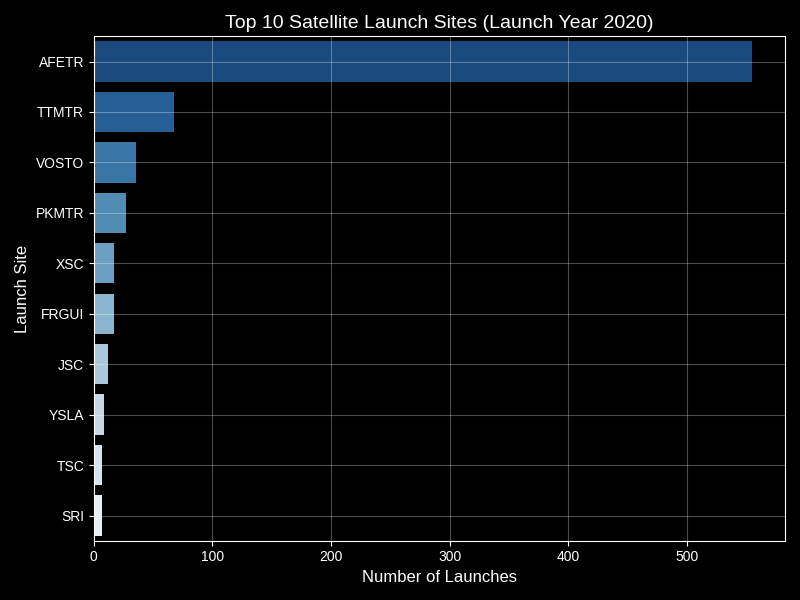 Top 10 Satellite Launch Sites (Launch Year 2020)
Launch Site
AFETR
TTMTR
VOSTO
PKMTR
XSC
FRGUI
JSC
YSLA
TSC
SRI
0 100 200 300 400 500
Number of Launches